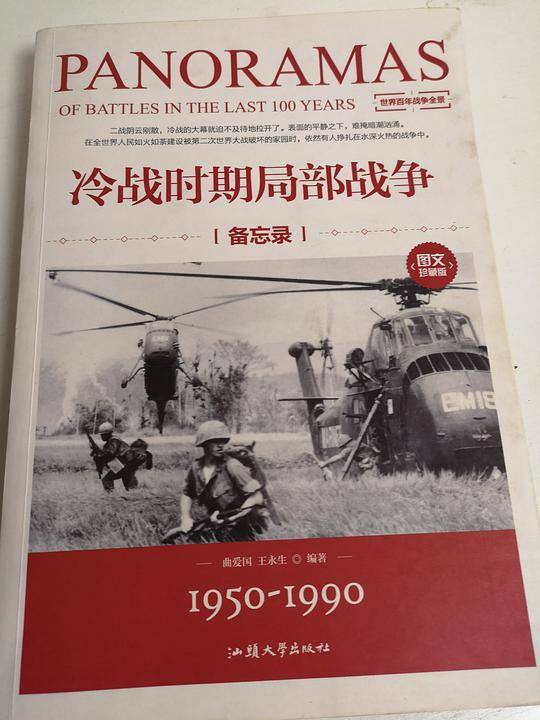 PANORAMAS
OF BATTLES IN THE LAST 100 YEARS
世界百年战争全景
二战阴云刚散，冷战的大幕就迫不及待地拉开了。表面的平静之下，难掩暗潮汹涌。
在全世界人民如火如荼建设被第二次世界大战破坏的家园时，依然有人挣扎在水深火热的战争中。
冷战时期局部战争
[ 备忘录 ]
图文
珍藏版
曲爱国 王永生 ◎ 编著
1950-1990
汕頭大學出版社